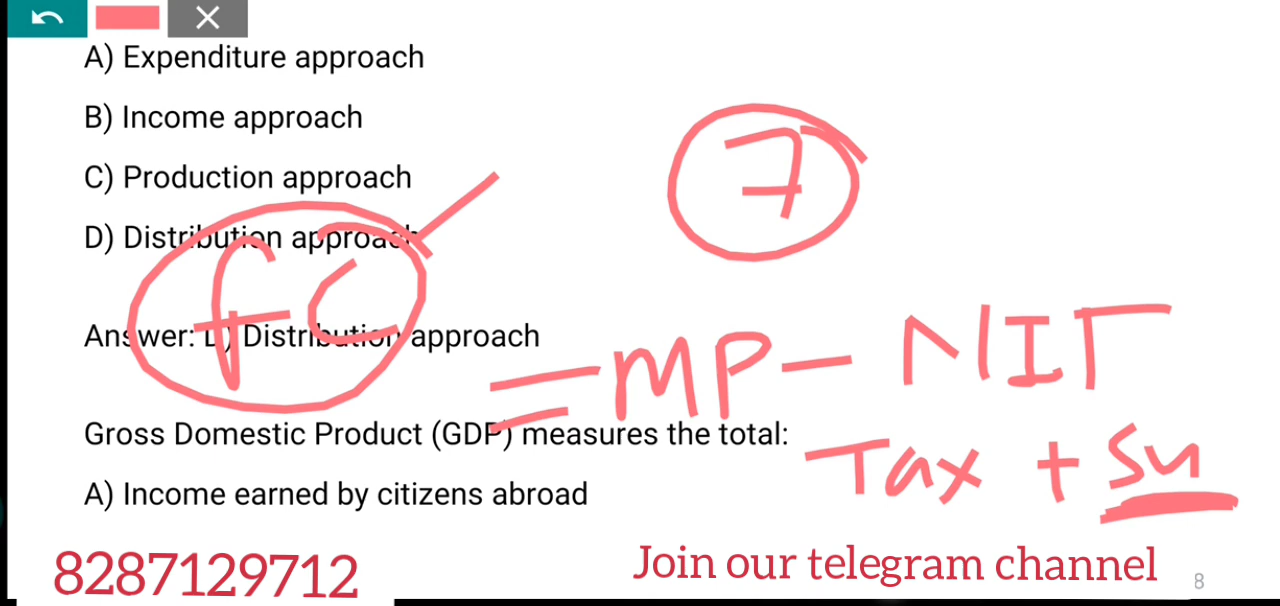 A) Expenditure approach
B) Income approach
C) Production approach
7
D) Distribution approach
fc
Answer: D) Distribution approach
= MP - NIT
Gross Domestic Product (GDP) measures the total:
Tax + Su
A) Income earned by citizens abroad
8287129712
Join our telegram channel
8